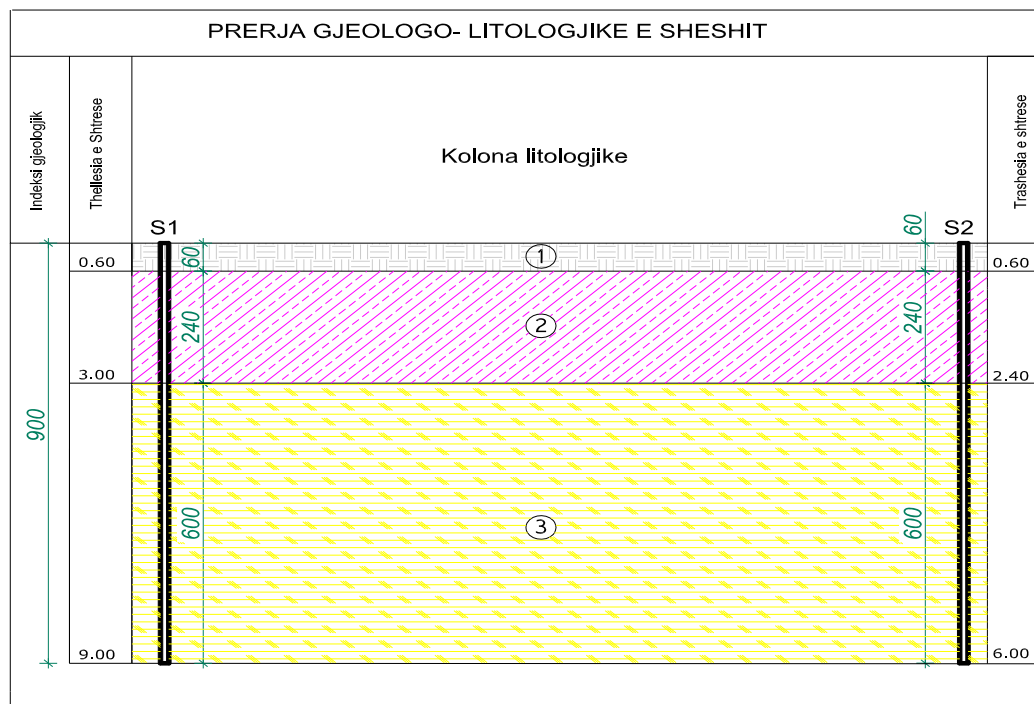 PRERJA GJEOLOGO- LITOLOGJIKE E SHESHIT
Indeksi gjeologjik
Thellesia e Shtrese
Kolona litologjike
Trashesia e shtrese
S1
S2
60
60
0.60
1
0.60
240
2
240
3.00
2.40
900
600
3
600
9.00
6.00